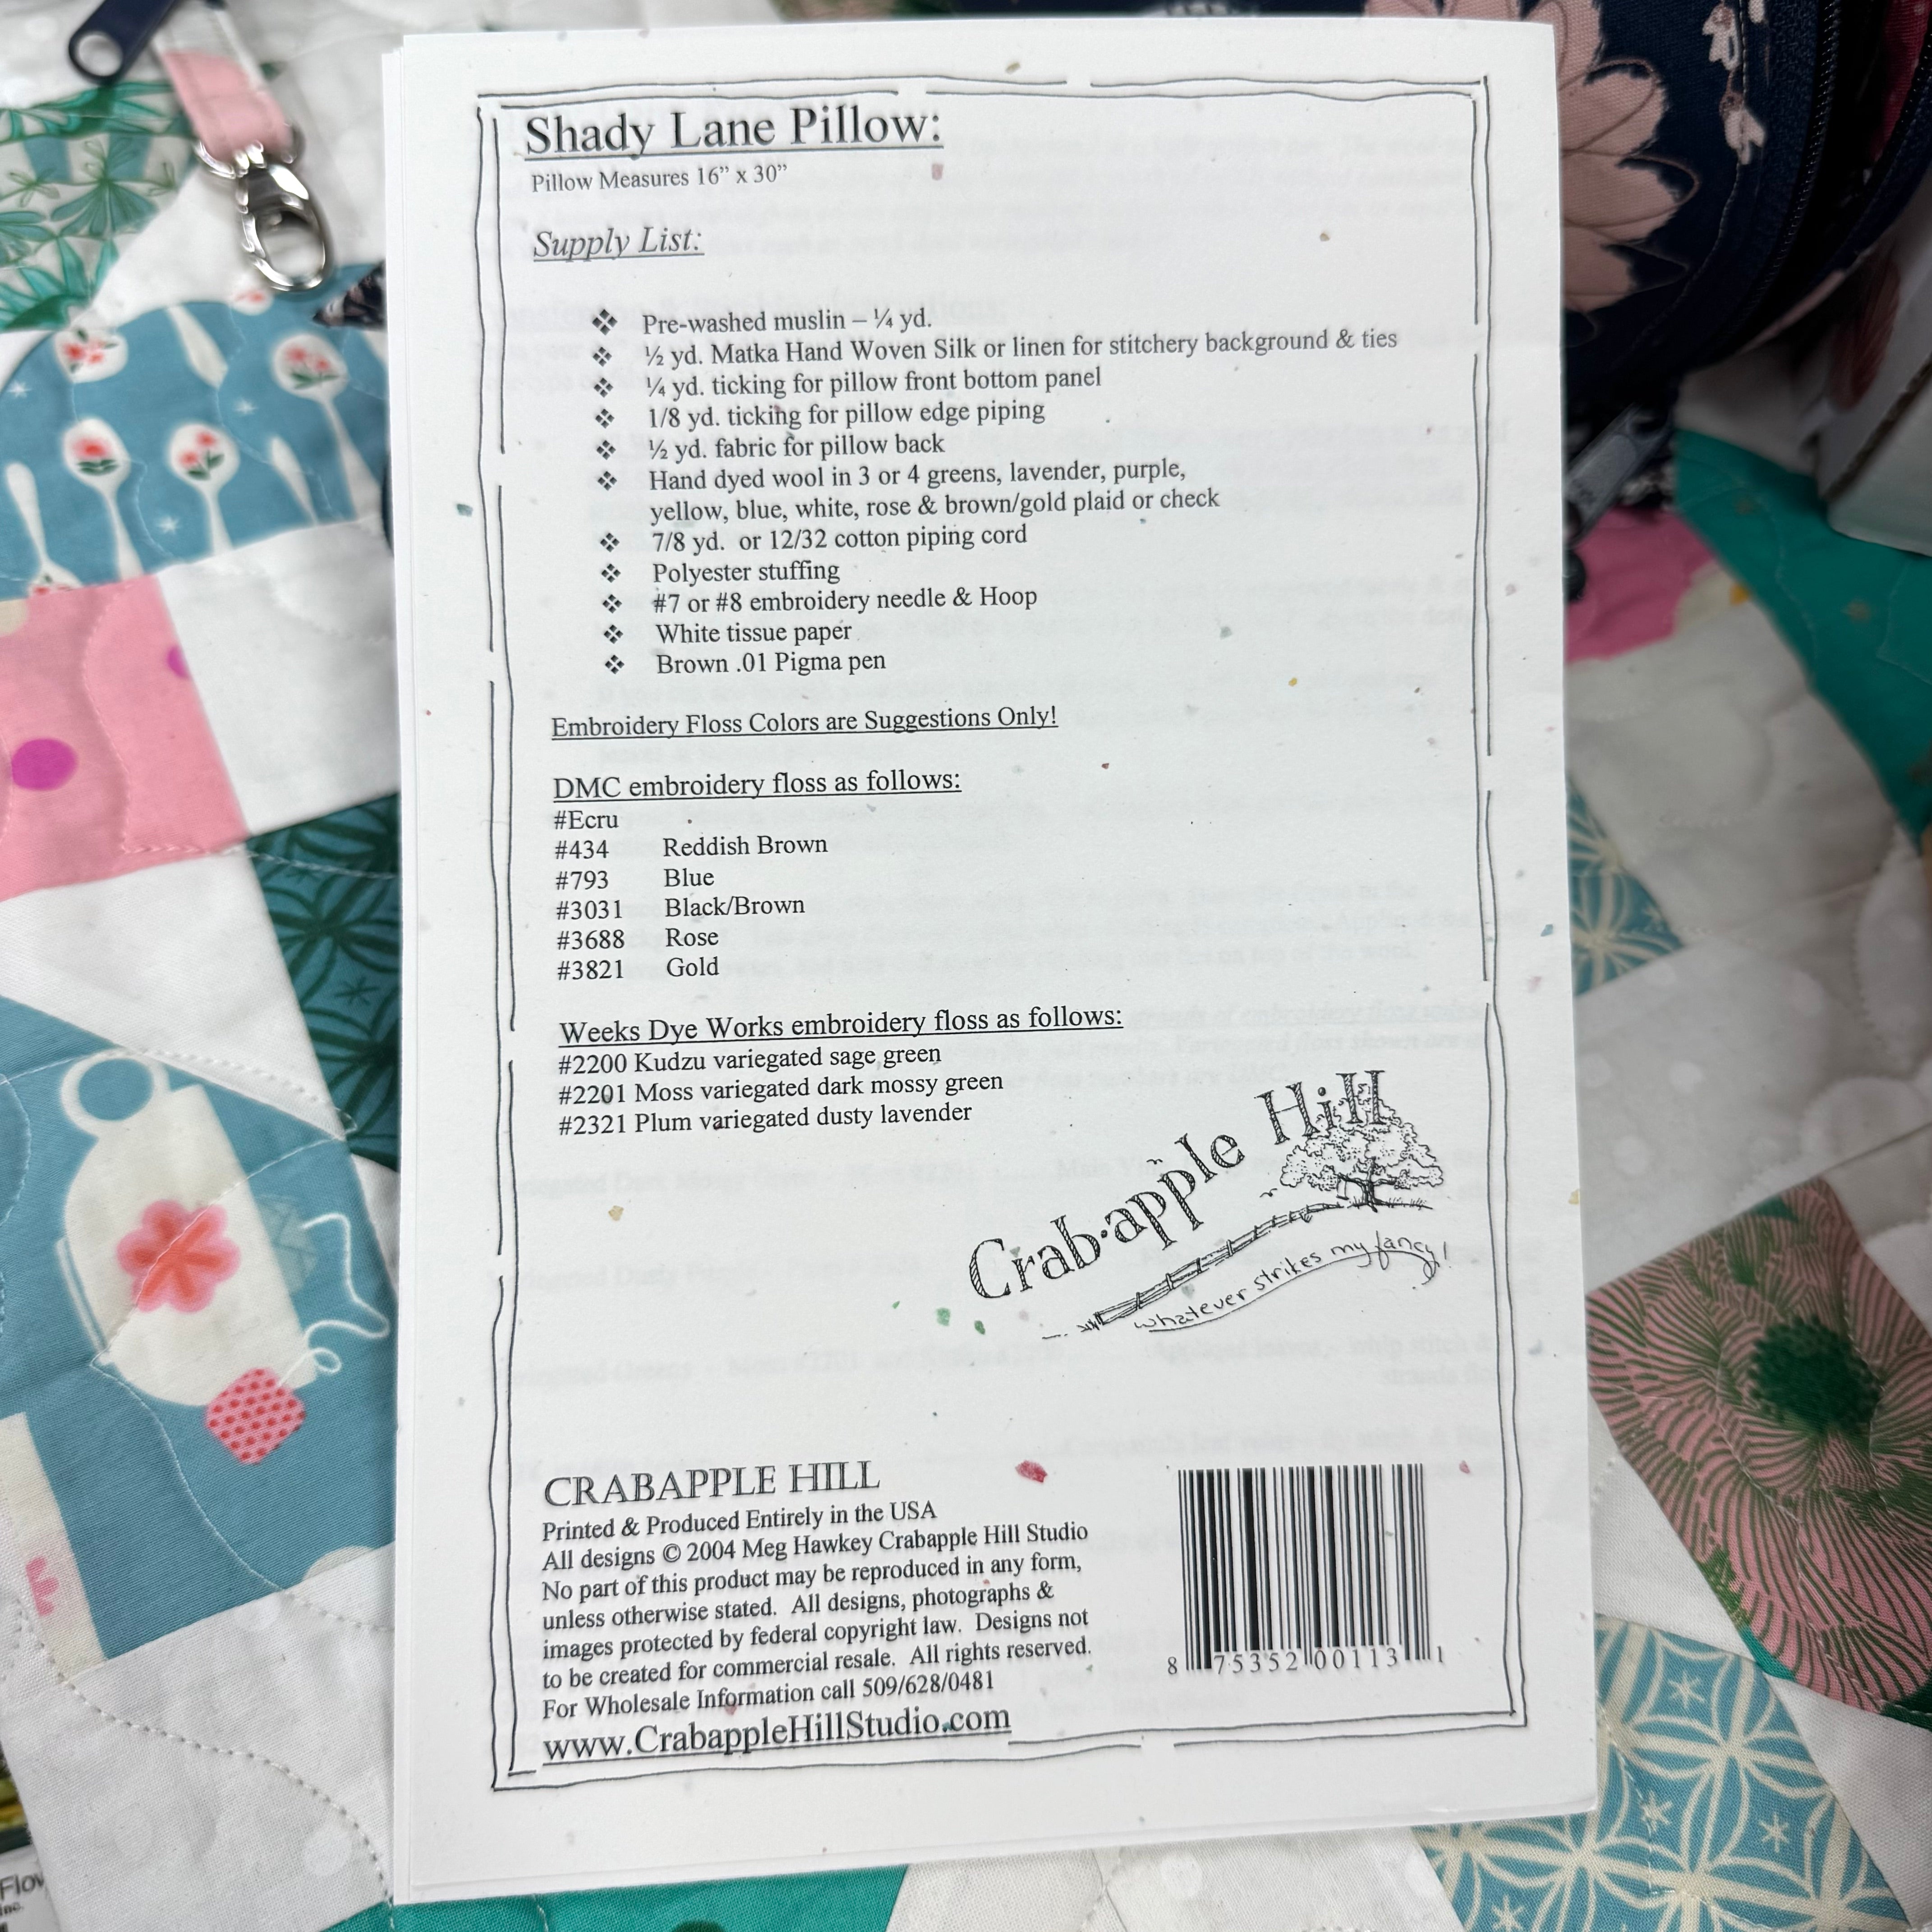 Shady Lane Pillow:
Pillow Measures 16” x 30”
Supply List:
❖ Pre-washed muslin – ¼ yd.
❖ ½ yd. Matka Hand Woven Silk or linen for stitchery background & ties
❖ ¼ yd. ticking for pillow front bottom panel
❖ 1/8 yd. ticking for pillow edge piping
❖ ½ yd. fabric for pillow back
❖ Hand dyed wool in 3 or 4 greens, lavender, purple,
yellow, blue, white, rose & brown/gold plaid or check
❖ 7/8 yd. or 12/32 cotton piping cord
❖ Polyester stuffing
❖ #7 or #8 embroidery needle & Hoop
❖ White tissue paper
❖ Brown .01 Pigma pen
Embroidery Floss Colors are Suggestions Only!
DMC embroidery floss as follows:
#Ecru
#434 Reddish Brown
#793 Blue
#3031 Black/Brown
#3688 Rose
#3821 Gold
Weeks Dye Works embroidery floss as follows:
#2200 Kudzu variegated sage green
#2201 Moss variegated dark mossy green
#2321 Plum variegated dusty lavender
Crab·apple Hill
whatever strikes my fancy!
CRABAPPLE HILL
Printed & Produced Entirely in the USA
All designs © 2004 Meg Hawkey Crabapple Hill Studio
No part of this product may be reproduced in any form,
unless otherwise stated. All designs, photographs &
images protected by federal copyright law. Designs not
to be created for commercial resale. All rights reserved.
For Wholesale Information call 509/628/0481
www.CrabappleHillStudio.com
8 75352 00113 1